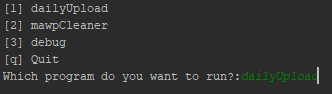 [1] dailyUpload
[2] mawpCleaner
[3] debug
[q] Quit
Which program do you want to run?:dailyUpload